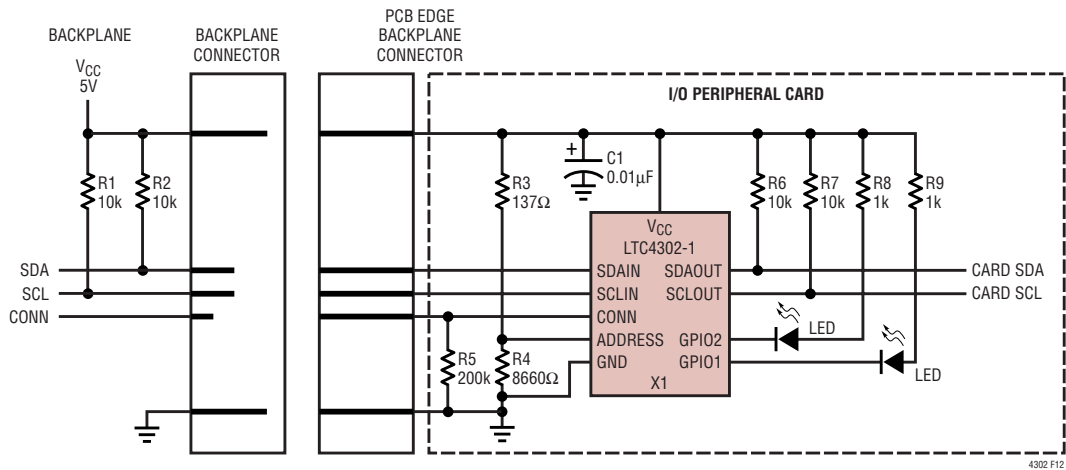 BACKPLANE
V_CC
5V
BACKPLANE
CONNECTOR
PCB EDGE
BACKPLANE
CONNECTOR
I/O PERIPHERAL CARD
R1
10k
R2
10k
R3
137Ω
+
C1
0.01µF
R6
10k
R7
10k
R8
1k
R9
1k
V_CC
LTC4302-1
SDA
SCL
CONN
SDAIN SDAOUT
SCLIN SCLOUT
CONN
ADDRESS GPIO2
GND GPIO1
X1
CARD SDA
CARD SCL
LED
LED
R5
200k
R4
8660Ω
4302 F12